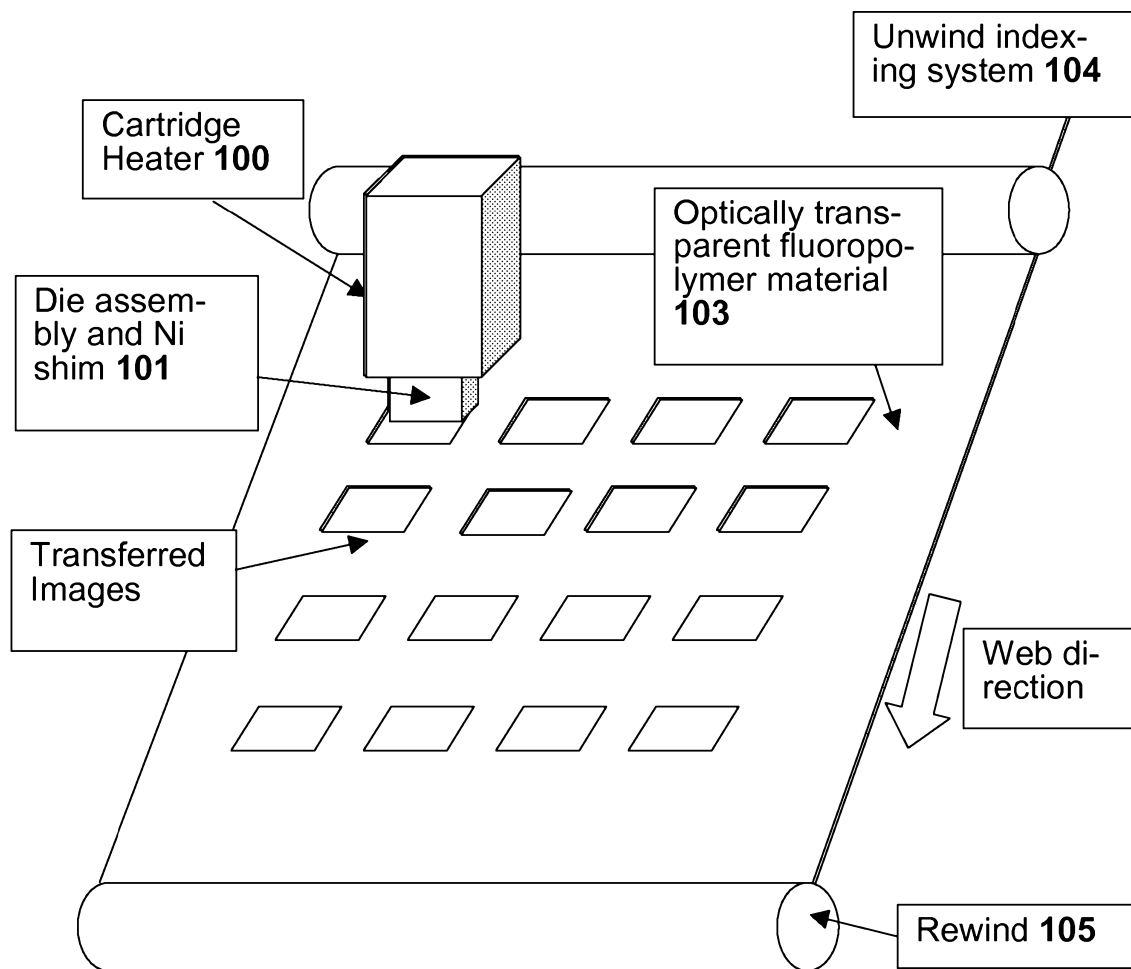 Unwind index-
ing system 104
Cartridge
Heater 100
Optically trans-
parent fluoropo-
lymer material
103
Die assem-
bly and Ni
shim 101
Transferred
Images
Web di-
rection
Rewind 105